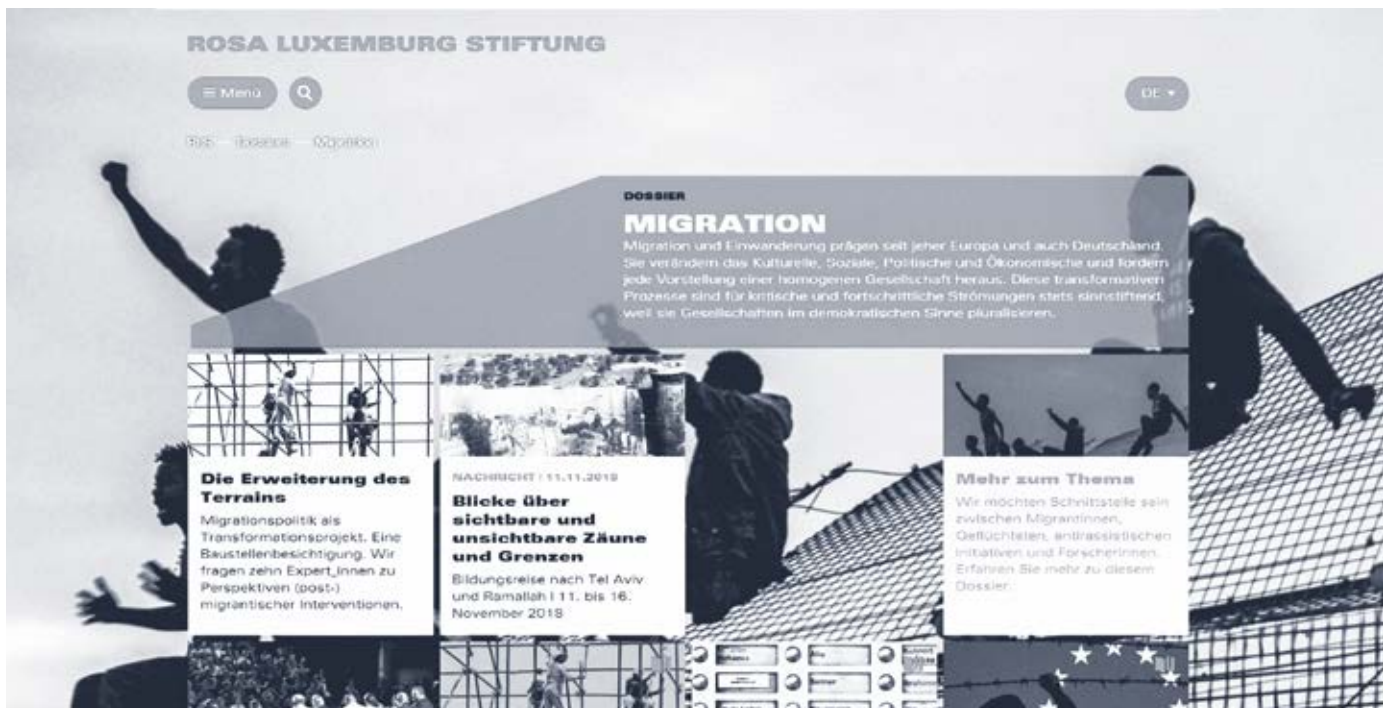 ROSA LUXEMBURG STIFTUNG
Menü
DE
Migration
DOSSIER
MIGRATION
Migration und Einwanderung prägen seit jeher Europa und auch Deutschland.
Sie verändern das Kulturelle, Soziale, Politische und Ökonomische und fordern
jede Vorstellung einer homogenen Gesellschaft heraus. Diese transformativen
Prozesse sind für kritische und fortschrittliche Strömungen stets sinnstiftend,
weil sie Gesellschaften im demokratischen Sinne pluralisieren.
Die Erweiterung des
Terrains
Migrationspolitik als
Transformationsprojekt. Eine
Baustellenbesichtigung. Wir
fragen zehn Expert_innen zu
Perspektiven (post-)
migrantischer Interventionen.
NACHRICHT | 11.11.2018
Blicke über
sichtbare und
unsichtbare Zäune
und Grenzen
Bildungsreise nach Tel Aviv
und Ramallah | 11. bis 16.
November 2018
Mehr zum Thema
Wir möchten Schnittstelle sein
zwischen Migrantinnen,
Geflüchteten, antirassistischen
Initiativen und Forscherinnen.
Erfahren Sie mehr zu diesem
Dossier.